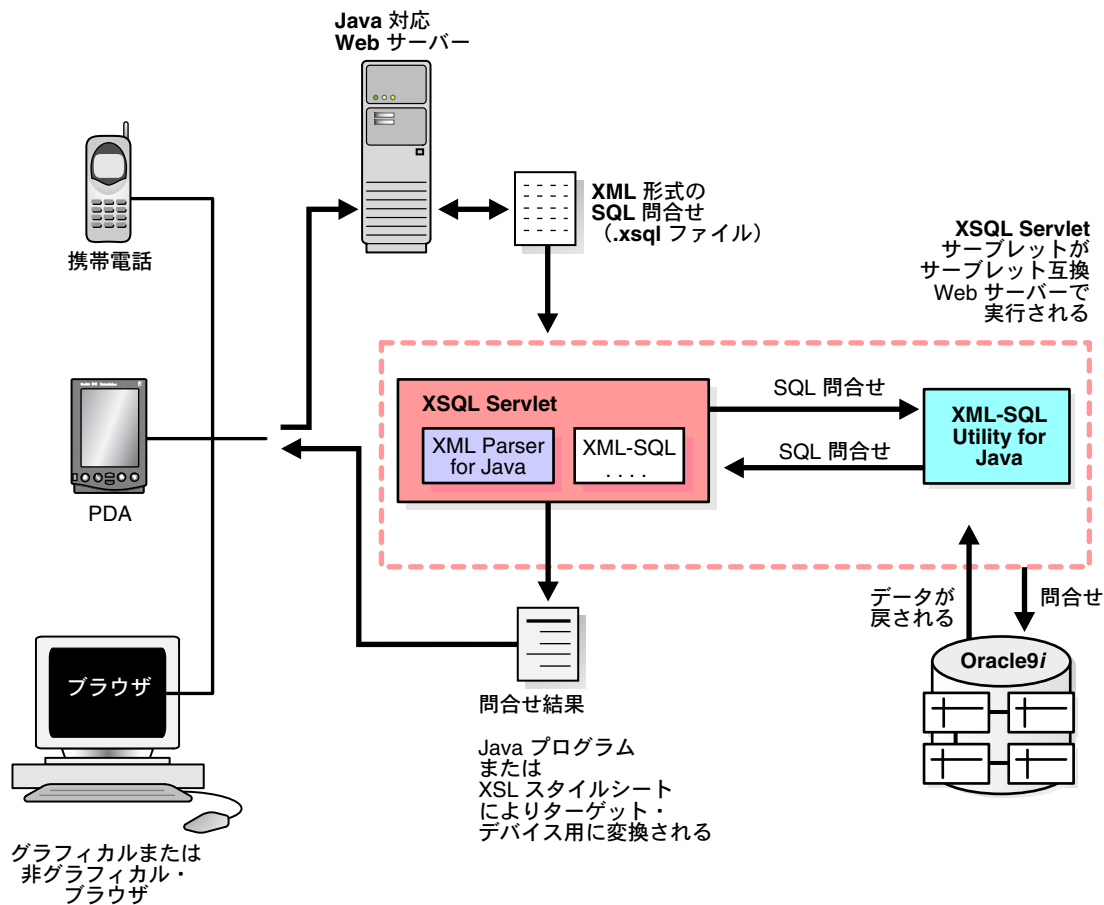 Java 対応
Web サーバー
携帯電話
XML 形式の
SQL 問合せ
（.xsql ファイル）
XSQL Servlet
サーブレットが
サーブレット互換
Web サーバーで
実行される
PDA
XSQL Servlet
XML Parser
for Java
XML-SQL
. . . .
SQL 問合せ
SQL 問合せ
XML-SQL
Utility for
Java
データが
戻される
問合せ
Oracle9i
ブラウザ
問合せ結果
Java プログラム
または
XSL スタイルシート
によりターゲット・
デバイス用に変換される
グラフィカルまたは
非グラフィカル・
ブラウザ